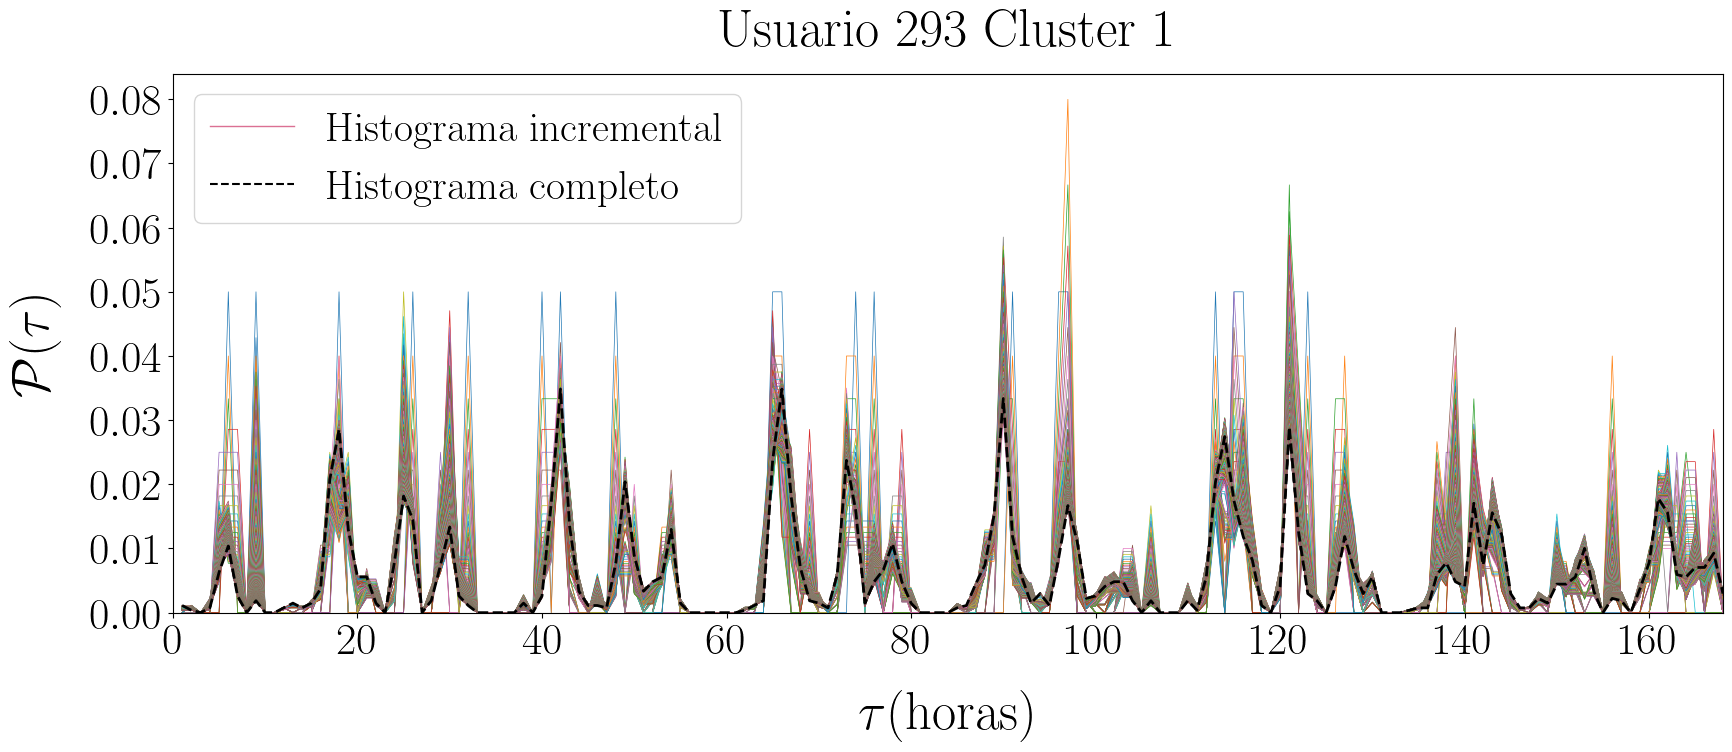 Usuario 293 Cluster 1
0.08
0.07
0.06
0.05
0.04
0.03
0.02
0.01
0.00
𝒫(τ)
Histograma incremental
Histograma completo
0 20 40 60 80 100 120 140 160
τ(horas)